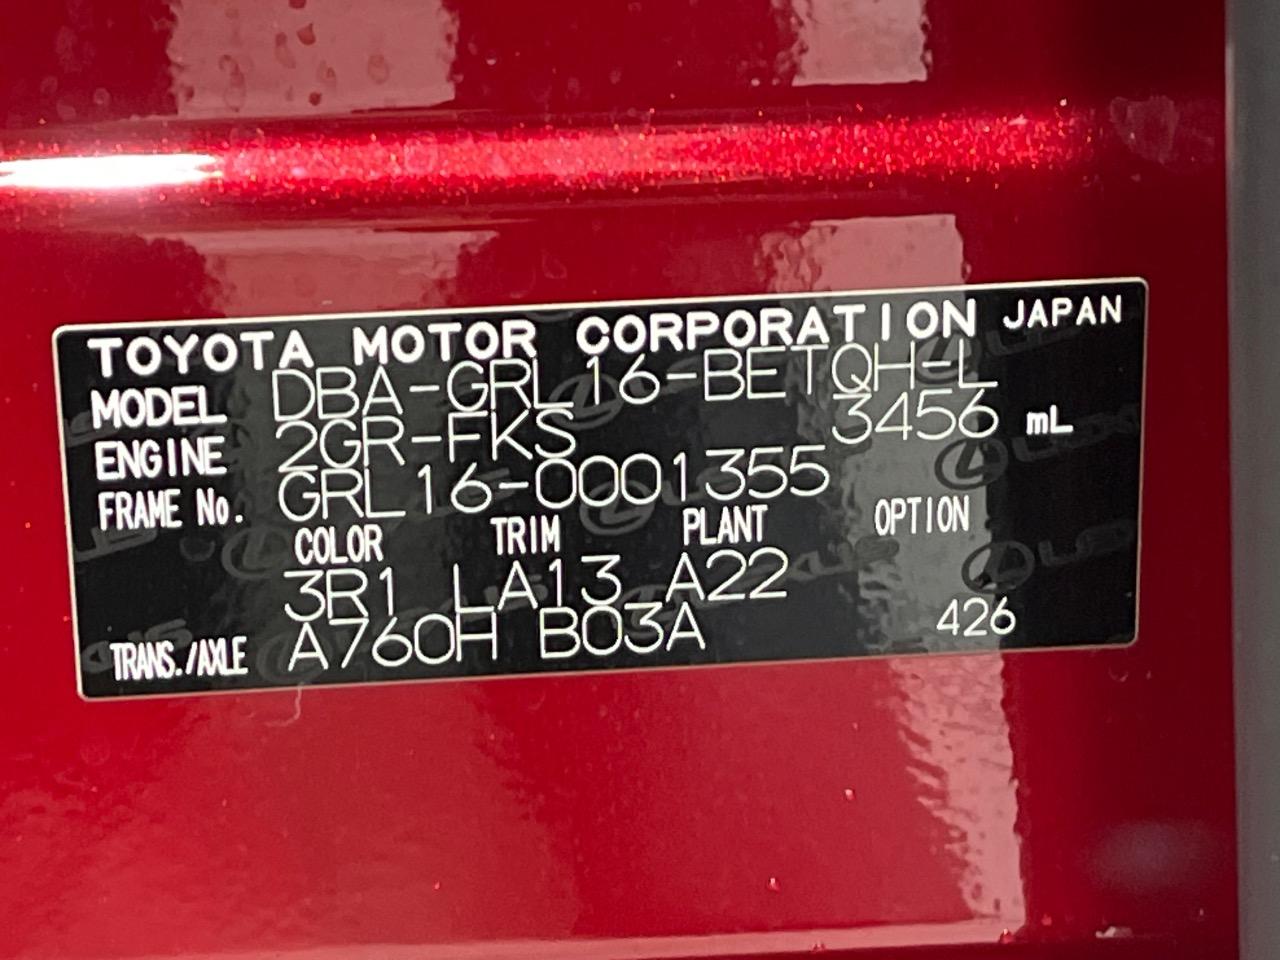 TOYOTA MOTOR CORPORATION JAPAN
MODEL DBA-GRL16-BETQH-L
ENGINE 2GR-FKS 3456 mL
FRAME No. GRL16-0001355
COLOR TRIM PLANT OPTION
3R1 LA13 A22
TRANS./AXLE A760H B03A 426